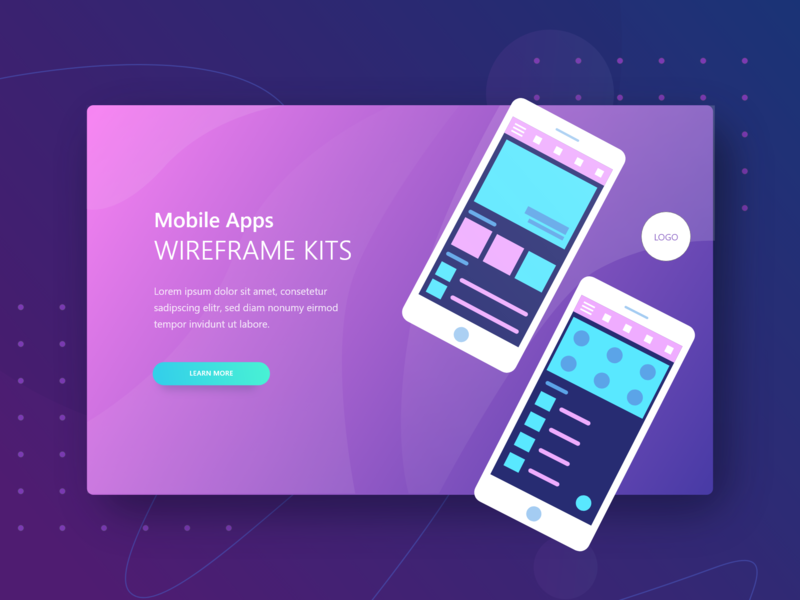 Mobile Apps
WIREFRAME KITS
Lorem ipsum dolor sit amet, consetetur
sadipscing elitr, sed diam nonumy eirmod
tempor invidunt ut labore.
LEARN MORE
LOGO